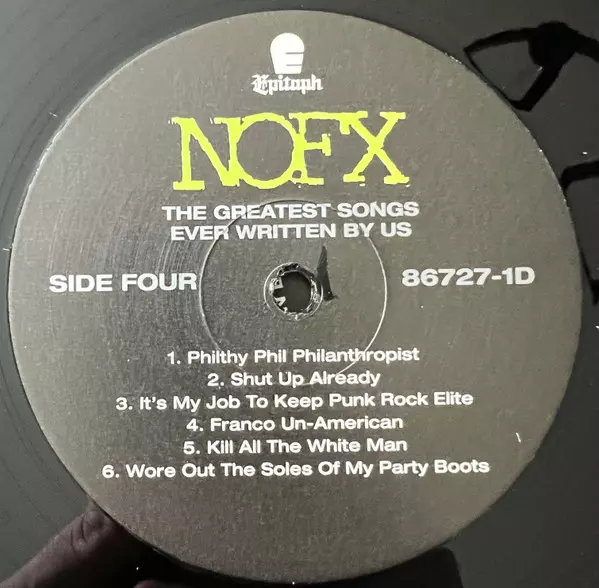 Epitaph
NOFX
THE GREATEST SONGS
EVER WRITTEN BY US
SIDE FOUR
86727-1D
1. Philthy Phil Philanthropist
2. Shut Up Already
3. It's My Job To Keep Punk Rock Elite
4. Franco Un-American
5. Kill All The White Man
6. Wore Out The Soles Of My Party Boots